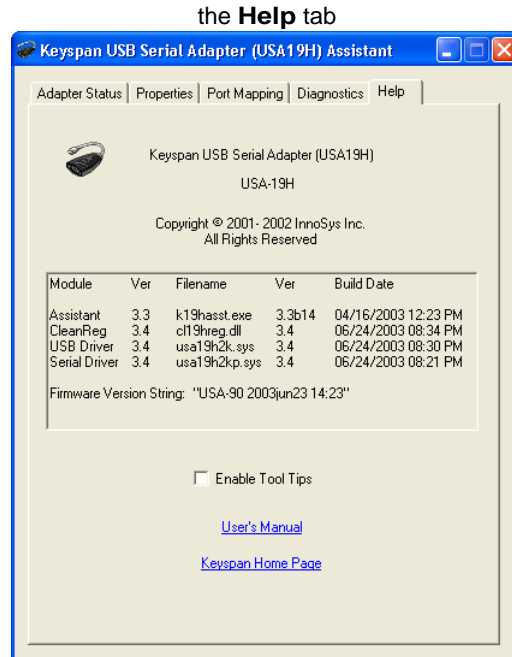 the Help tab
Keyspan USB Serial Adapter (USA19H) Assistant
Adapter Status Properties Port Mapping Diagnostics Help
Keyspan USB Serial Adapter (USA19H)
USA-19H
Copyright © 2001- 2002 InnoSys Inc.
All Rights Reserved
Module Ver Filename Ver Build Date
Assistant 3.3 k19hasst.exe 3.3b14 04/16/2003 12:23 PM
CleanReg 3.4 cl19hreg.dll 3.4 06/24/2003 08:34 PM
USB Driver 3.4 usa19h2k.sys 3.4 06/24/2003 08:30 PM
Serial Driver 3.4 usa19h2kp.sys 3.4 06/24/2003 08:21 PM
Firmware Version String: "USA-90 2003jun23 14:23"
Enable Tool Tips
User's Manual
Keyspan Home Page